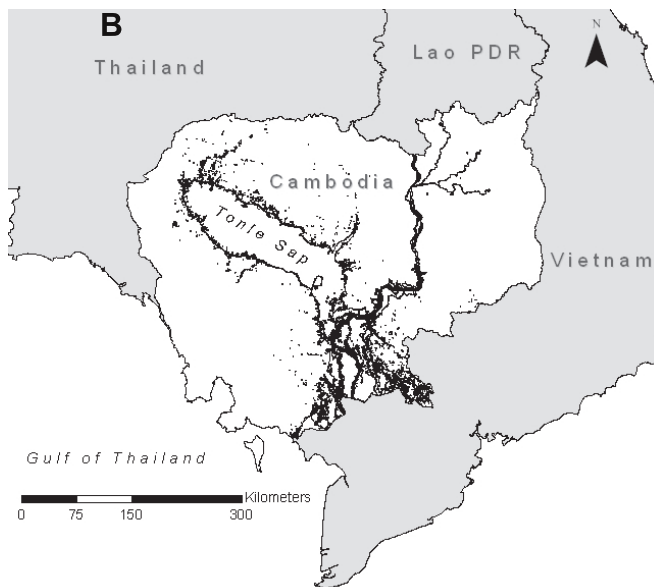 B
N
Thailand
Lao PDR
Cambodia
Tonle Sap
Vietnam
Gulf of Thailand
Kilometers
0 75 150 300